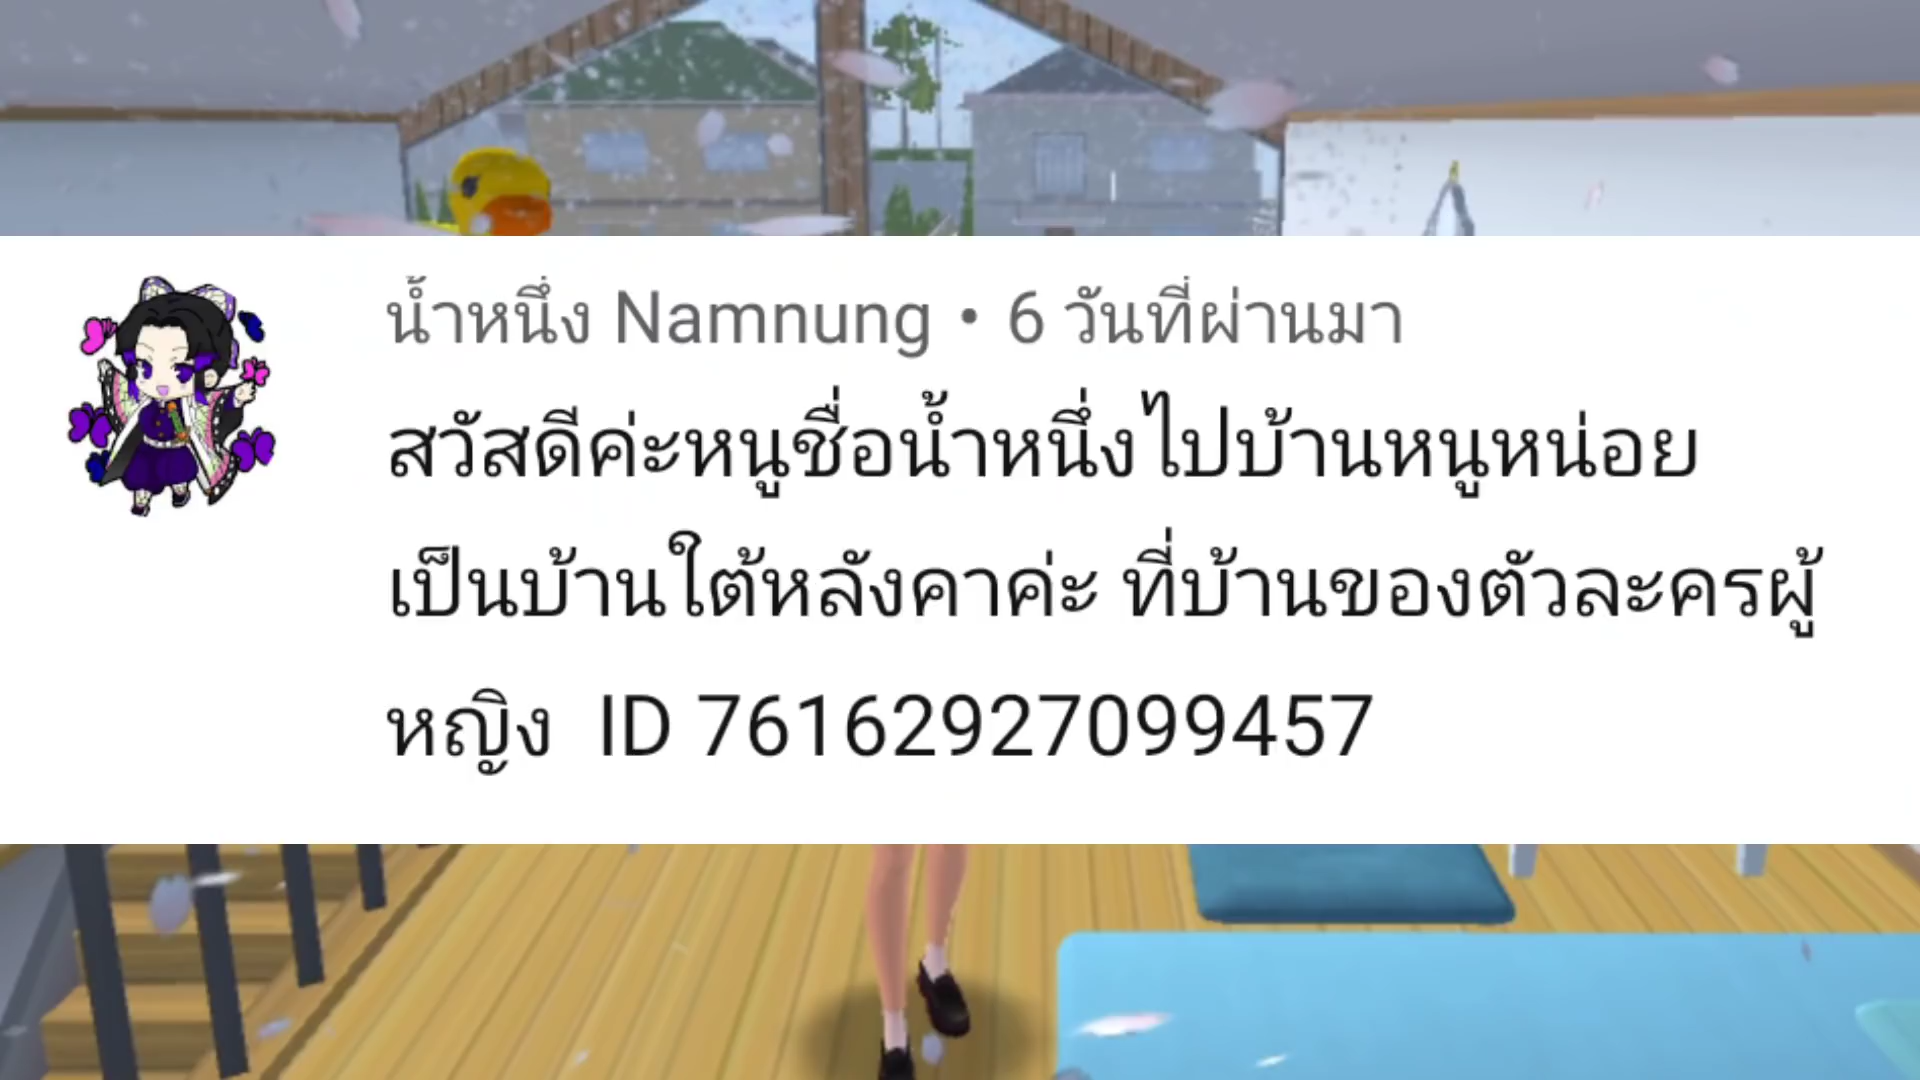 น้ำหนึ่ง Namnung • 6 วันที่ผ่านมา
สวัสดีค่ะหนูชื่อน้ำหนึ่งไปบ้านหนูหน่อย
เป็นบ้านใต้หลังคาค่ะ ที่บ้านของตัวละครผู้
หญิง ID 76162927099457